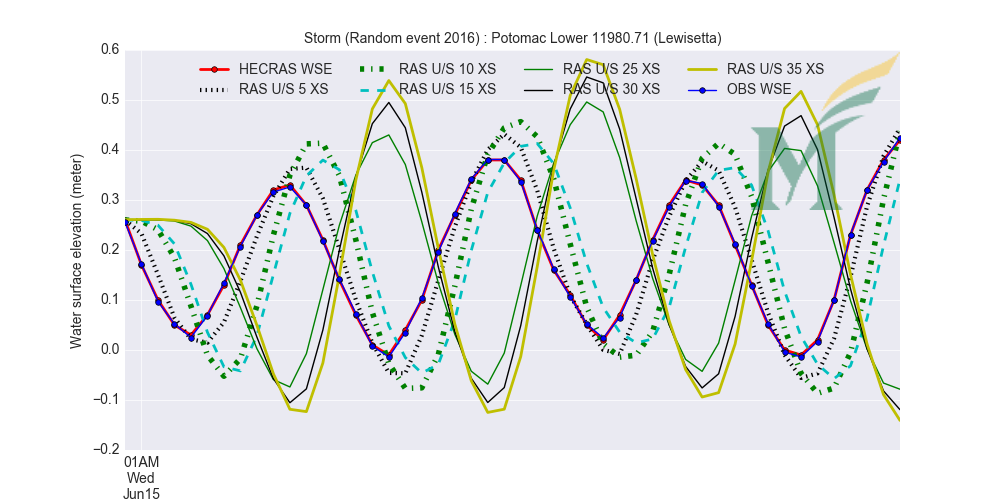 Storm (Random event 2016) : Potomac Lower 11980.71 (Lewisetta)
Water surface elevation (meter)
0.6
0.5
0.4
0.3
0.2
0.1
0.0
−0.1
−0.2
HECRAS WSE
RAS U/S 5 XS
RAS U/S 10 XS
RAS U/S 15 XS
RAS U/S 25 XS
RAS U/S 30 XS
RAS U/S 35 XS
OBS WSE
01AM
Wed
Jun15